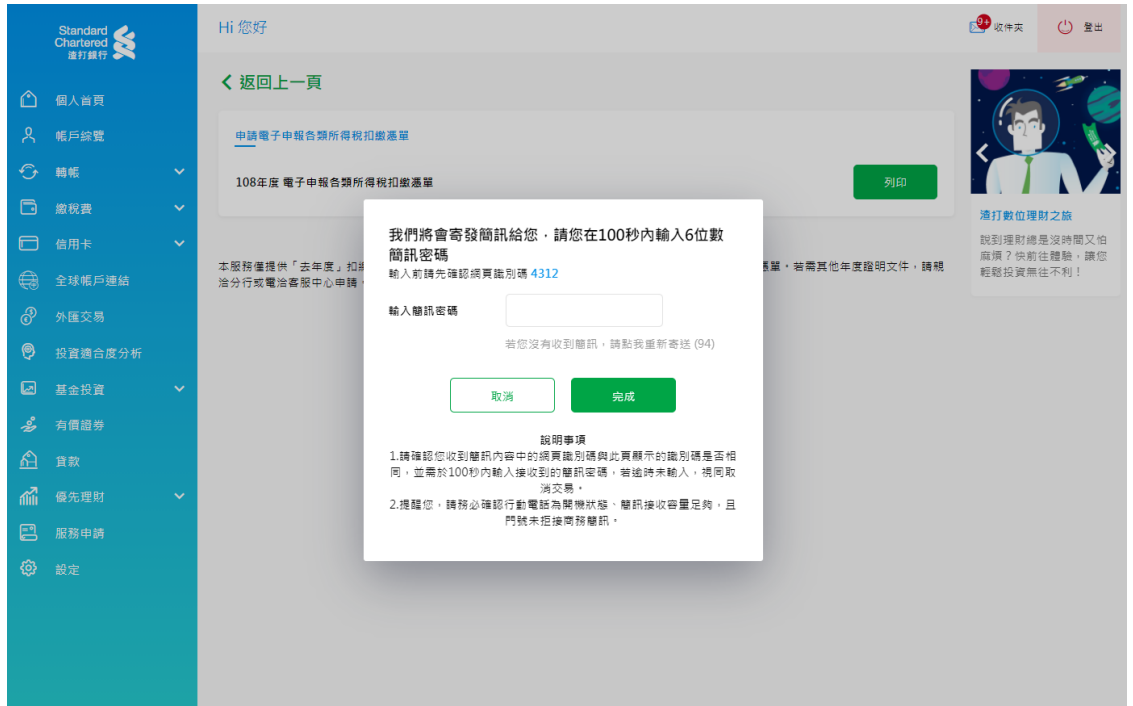 Standard
Chartered
渣打銀行
個人首頁
帳戶綜覽
轉帳
繳稅費
信用卡
全球帳戶連結
外匯交易
投資適合度分析
基金投資
有價證券
貸款
優先理財
服務申請
設定
Hi 您好
9+
收件夾
登出
返回上一頁
申請電子申報各類所得稅扣繳憑單
108年度 電子申報各類所得稅扣繳憑單
列印
本服務僅提供「去年度」扣
憑單。若需其他年度證明文件,請親
洽分行或電洽客服中心申請。
我們將會寄發簡訊給您,請您在100秒內輸入6位數
簡訊密碼
輸入前請先確認網頁識別碼 4312
輸入簡訊密碼
若您沒有收到簡訊,請點我重新寄送 (94)
取消
完成
說明事項
1.請確認您收到簡訊內容中的網頁識別碼與此頁顯示的識別碼是否相
同,並需於100秒內輸入接收到的簡訊密碼,若逾時未輸入,視同取
消交易。
2.提醒您,請務必確認行動電話為開機狀態、簡訊接收容量足夠,且
門號未拒接商務簡訊。
渣打數位理財之旅
說到理財總是沒時間又怕
麻煩?快前往體驗,讓您
輕鬆投資無往不利!